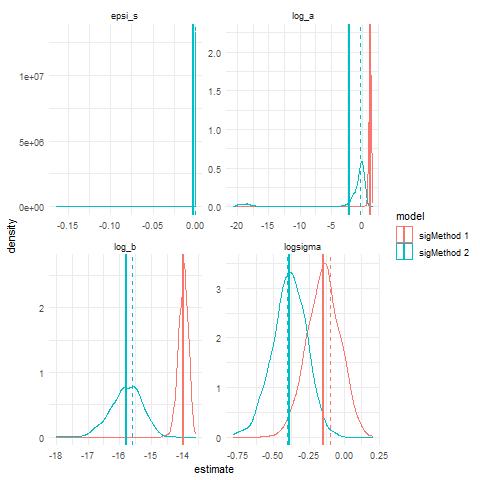 epsi_s
log_a
1e+07
5e+06
0e+00
2.0
1.5
1.0
0.5
0.0
-0.15
-0.10
-0.05
0.00
-20
-15
-10
-5
0
density
log_b
logsigma
2
1
0
3
2
1
0
-18
-17
-16
-15
-14
-0.75
-0.50
-0.25
0.00
0.25
estimate
model
sigMethod 1
sigMethod 2